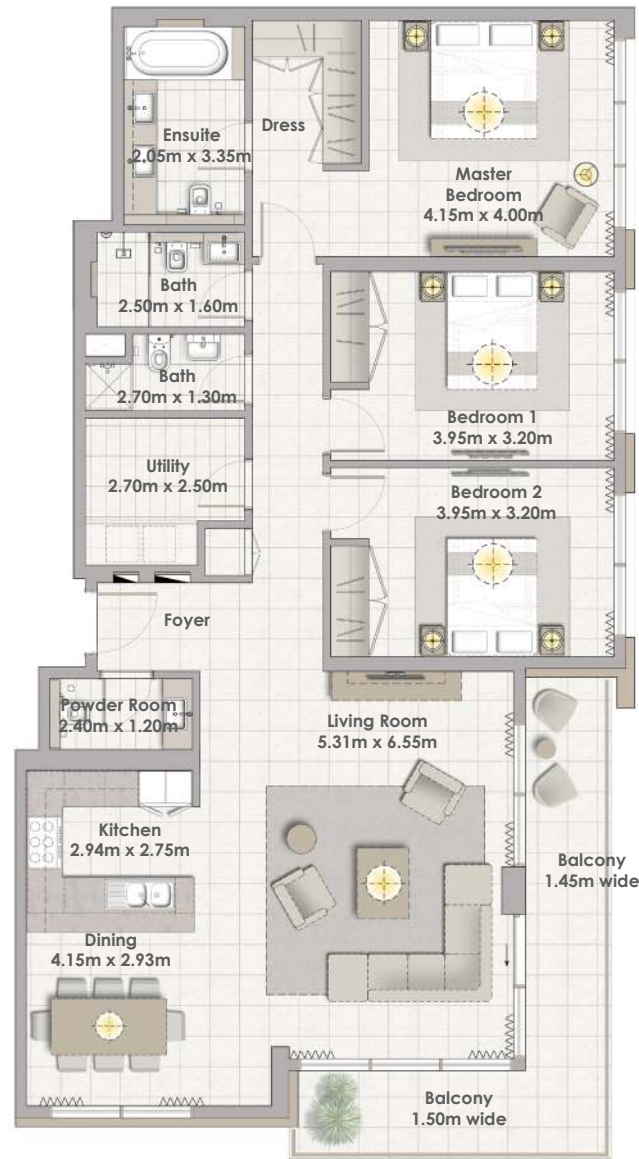 Ensuite
2.05m x 3.35m
Dress
Master
Bedroom
4.15m x 4.00m
Bath
2.50m x 1.60m
Bath
2.70m x 1.30m
Bedroom 1
3.95m x 3.20m
Utility
2.70m x 2.50m
Bedroom 2
3.95m x 3.20m
Foyer
Powder Room
2.40m x 1.20m
Living Room
5.31m x 6.55m
Kitchen
2.94m x 2.75m
Balcony
1.45m wide
Dining
4.15m x 2.93m
Balcony
1.50m wide